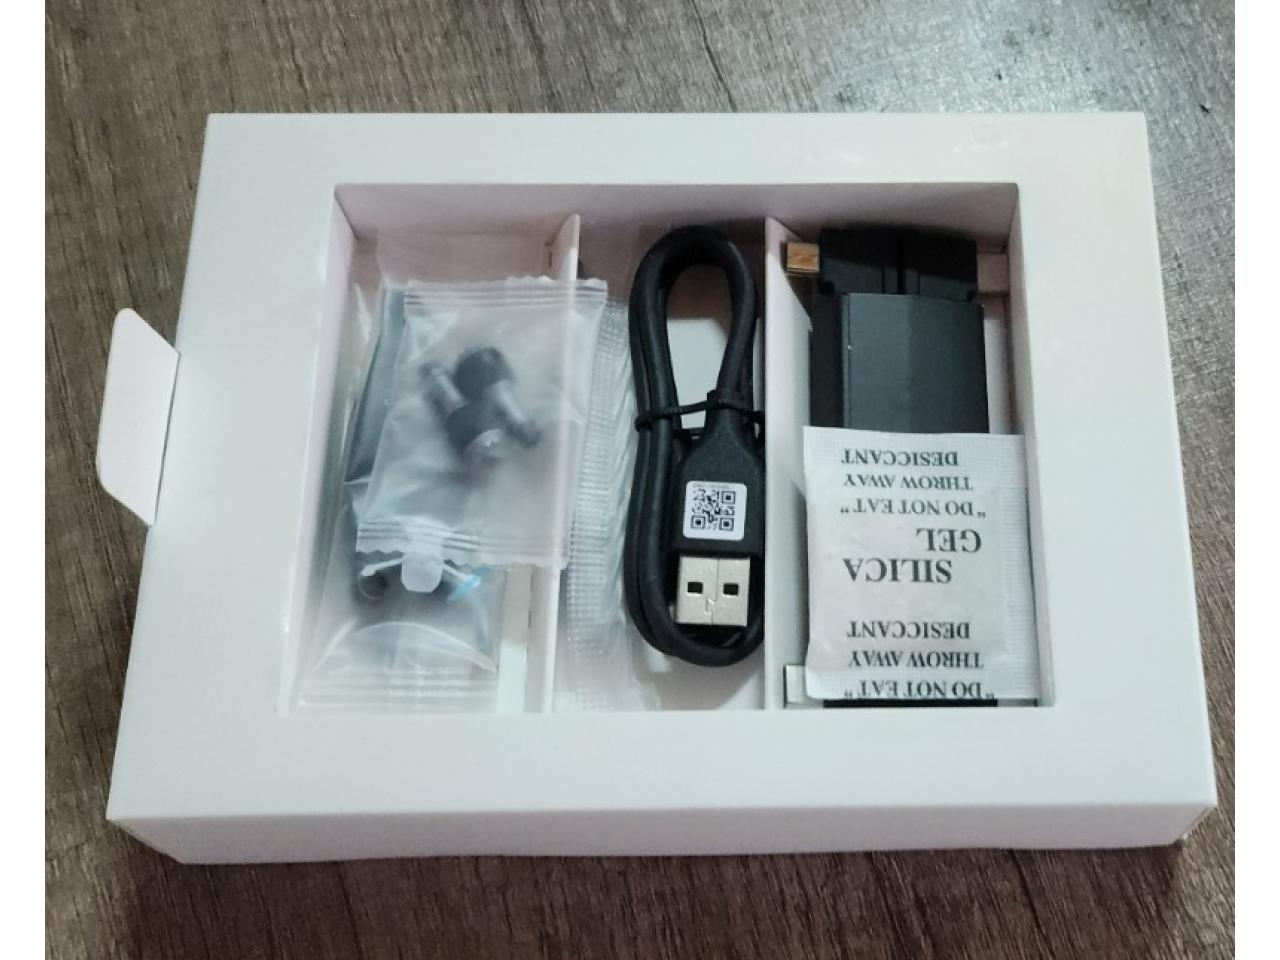 "DO NOT EAT"
THROW AWAY
DESICCANT
SILICA
GEL
"DO NOT EAT"
THROW AWAY
DESICCANT